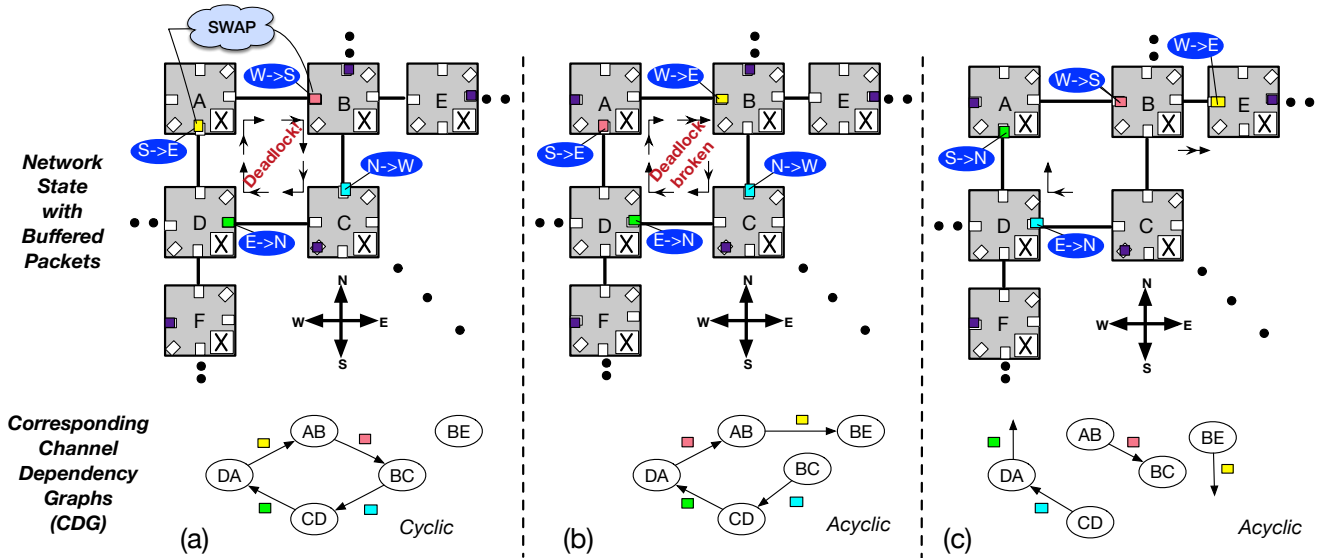 SWAP
W->S
A
B
E
X
X
X
S->E
Deadlock!
N->W
D
C
X
X
E->N
F
X
N
W
E
S
W->E
A
B
E
X
X
X
S->E
Deadlock
broken
N->W
D
C
X
X
E->N
F
X
N
W
E
S
W->E
W->S
A
B
E
X
X
X
S->N
D
C
X
X
E->N
F
X
N
W
E
S
Network
State
with
Buffered
Packets
Corresponding
Channel
Dependency
Graphs
(CDG)
AB
BE
DA
BC
CD
(a)
Cyclic
AB
BE
BC
DA
CD
(b)
Acyclic
AB
BE
DA
BC
CD
(c)
Acyclic